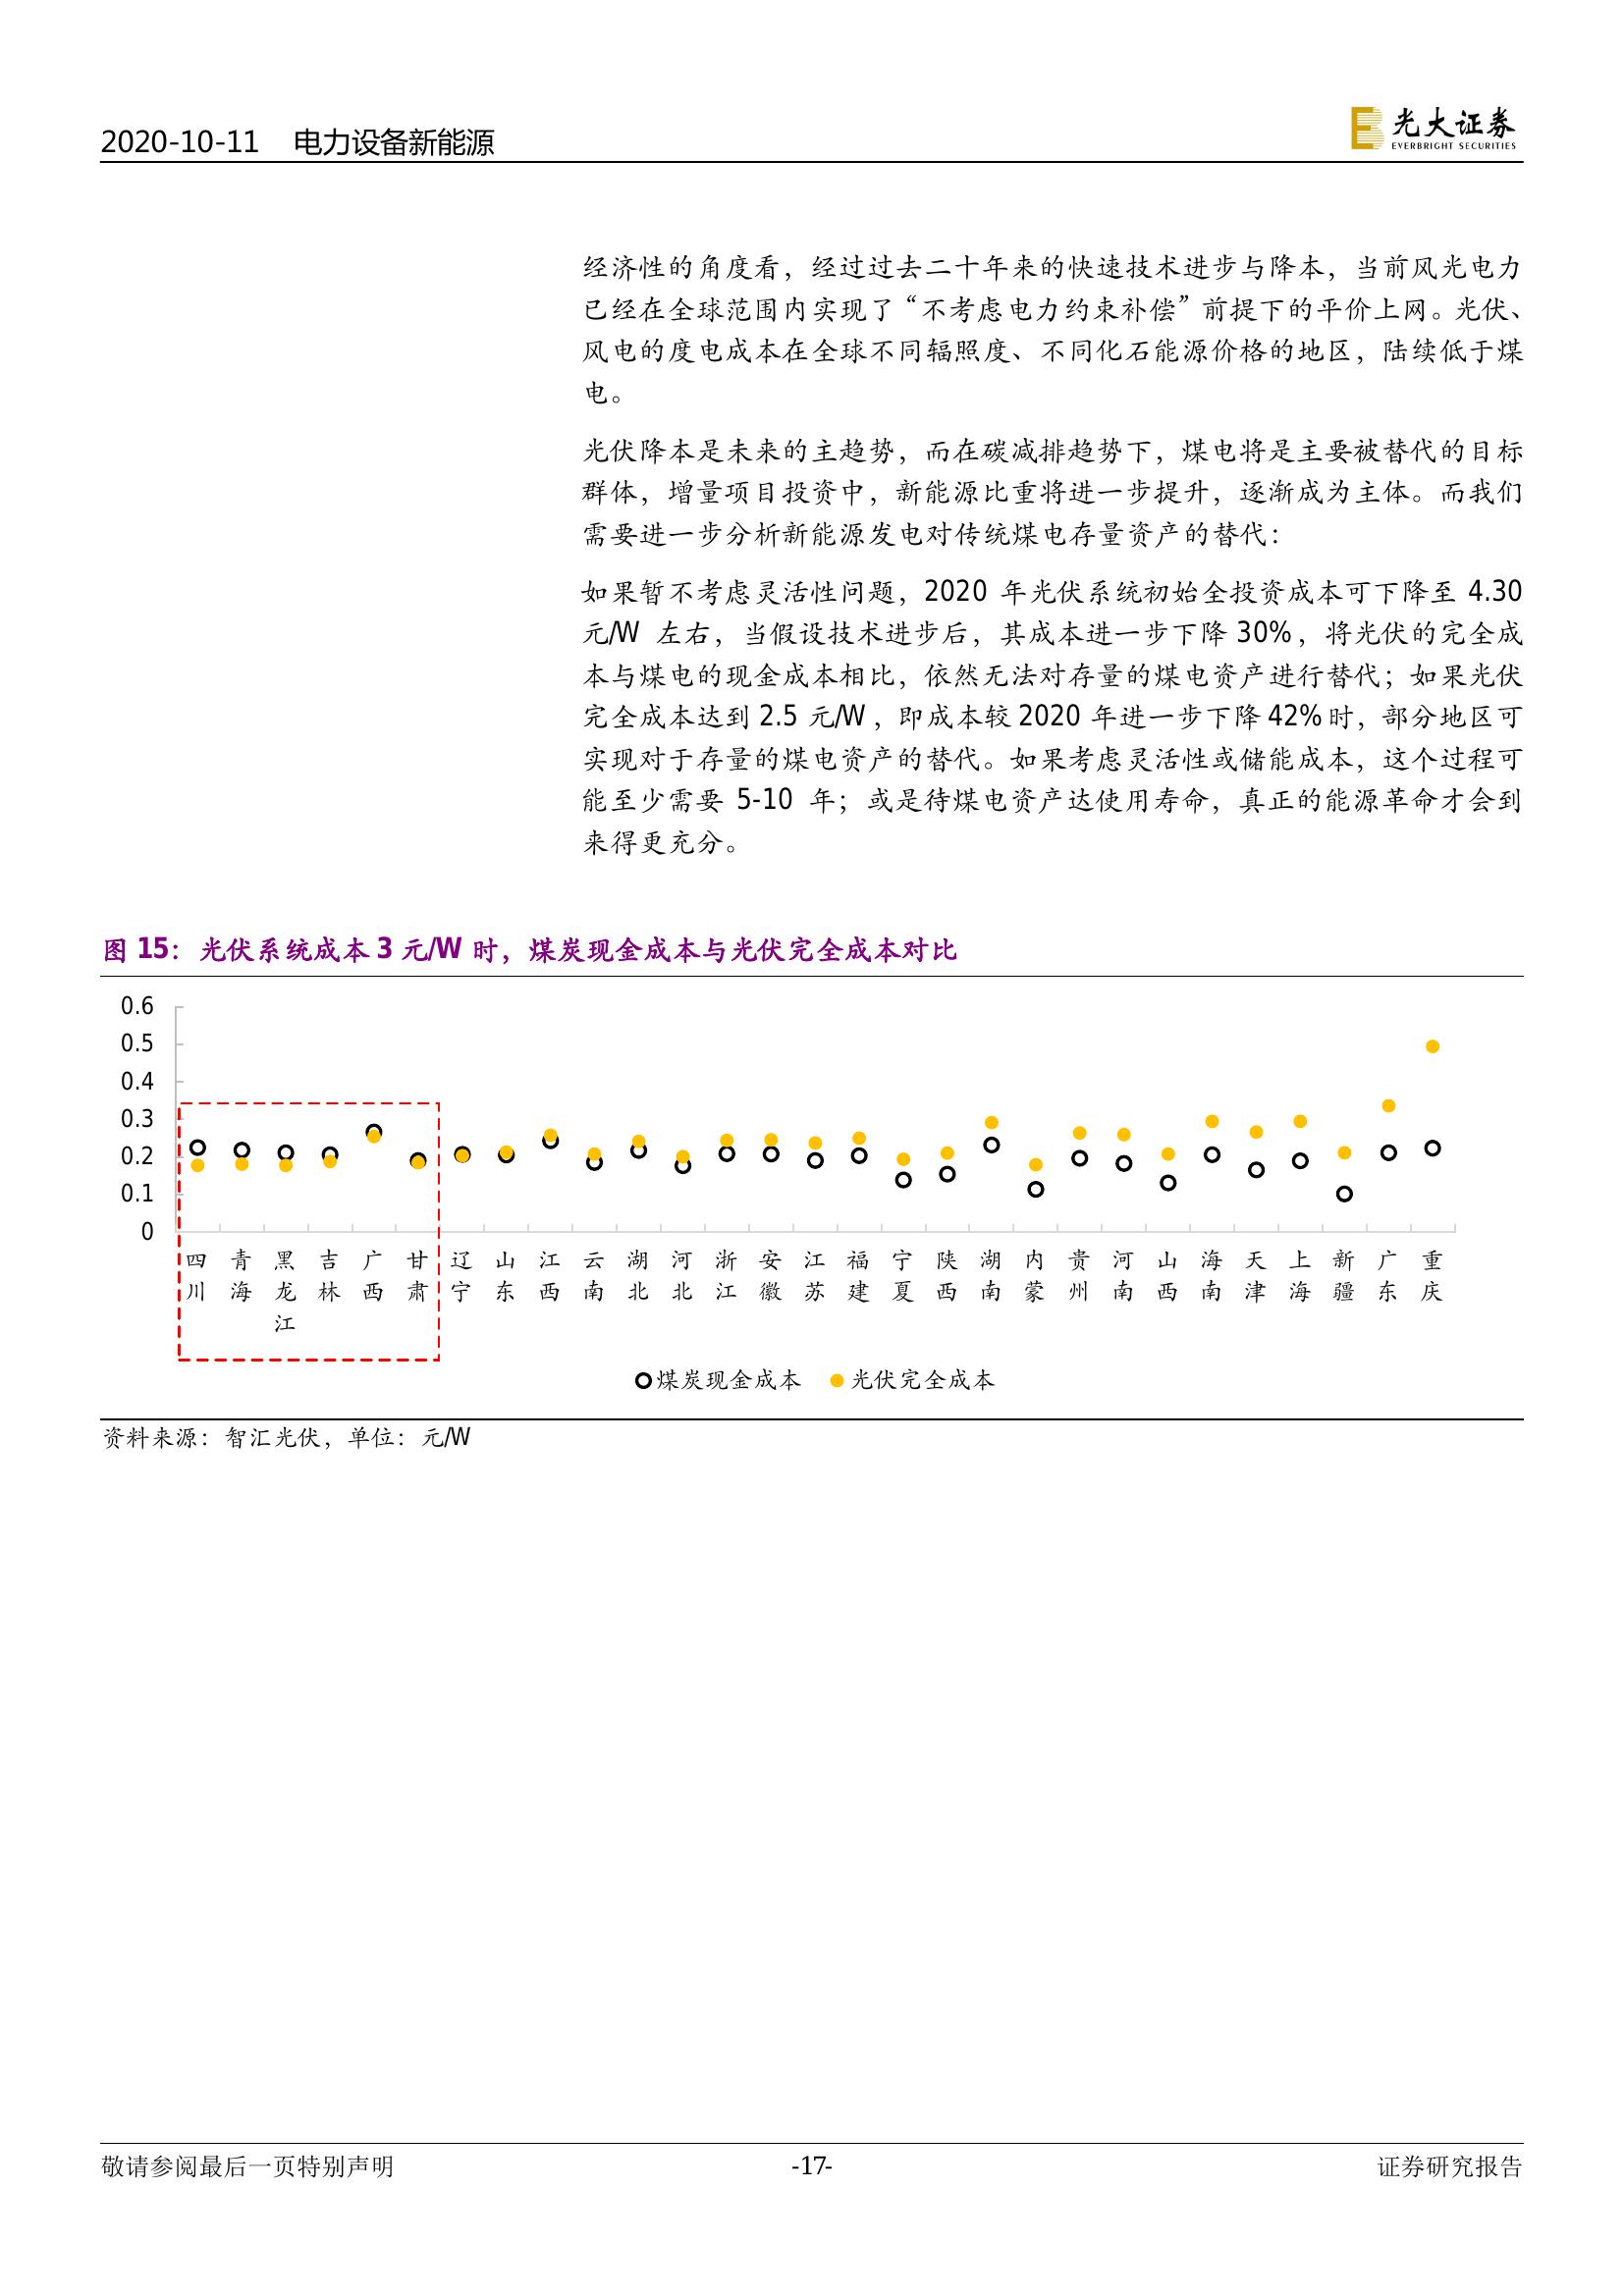 2020-10-11 电力设备新能源
光大证券
EVERBRIGHT SECURITIES
经济性的角度看，经过过去二十年来的快速技术进步与降本，当前风光电力
已经在全球范围内实现了“不考虑电力约束补偿”前提下的平价上网。光伏、
风电的度电成本在全球不同辐照度、不同化石能源价格的地区，陆续低于煤
电。
光伏降本是未来的主趋势，而在碳减排趋势下，煤电将是主要被替代的目标
群体，增量项目投资中，新能源比重将进一步提升，逐渐成为主体。而我们
需要进一步分析新能源发电对传统煤电存量资产的替代：
如果暂不考虑灵活性问题，2020 年光伏系统初始全投资成本可下降至 4.30
元/W 左右，当假设技术进步后，其成本进一步下降 30%，将光伏的完全成
本与煤电的现金成本相比，依然无法对存量的煤电资产进行替代；如果光伏
完全成本达到 2.5 元/W，即成本较 2020 年进一步下降 42%时，部分地区可
实现对于存量的煤电资产的替代。如果考虑灵活性或储能成本，这个过程可
能至少需要 5-10 年；或是待煤电资产达使用寿命，真正的能源革命才会到
来得更充分。
图 15：光伏系统成本 3 元/W 时，煤炭现金成本与光伏完全成本对比
0.6
0.5
0.4
0.3
0.2
0.1
0
四川
青海
黑龙江
吉林
广西
甘肃
辽宁
山东
江西
云南
湖北
河北
浙江
安徽
江苏
福建
宁夏
陕西
湖南
内蒙
贵州
河南
山西
海南
天津
上海
新疆
广东
重庆
煤炭现金成本 光伏完全成本
资料来源：智汇光伏，单位：元/W
敬请参阅最后一页特别声明 -17- 证券研究报告